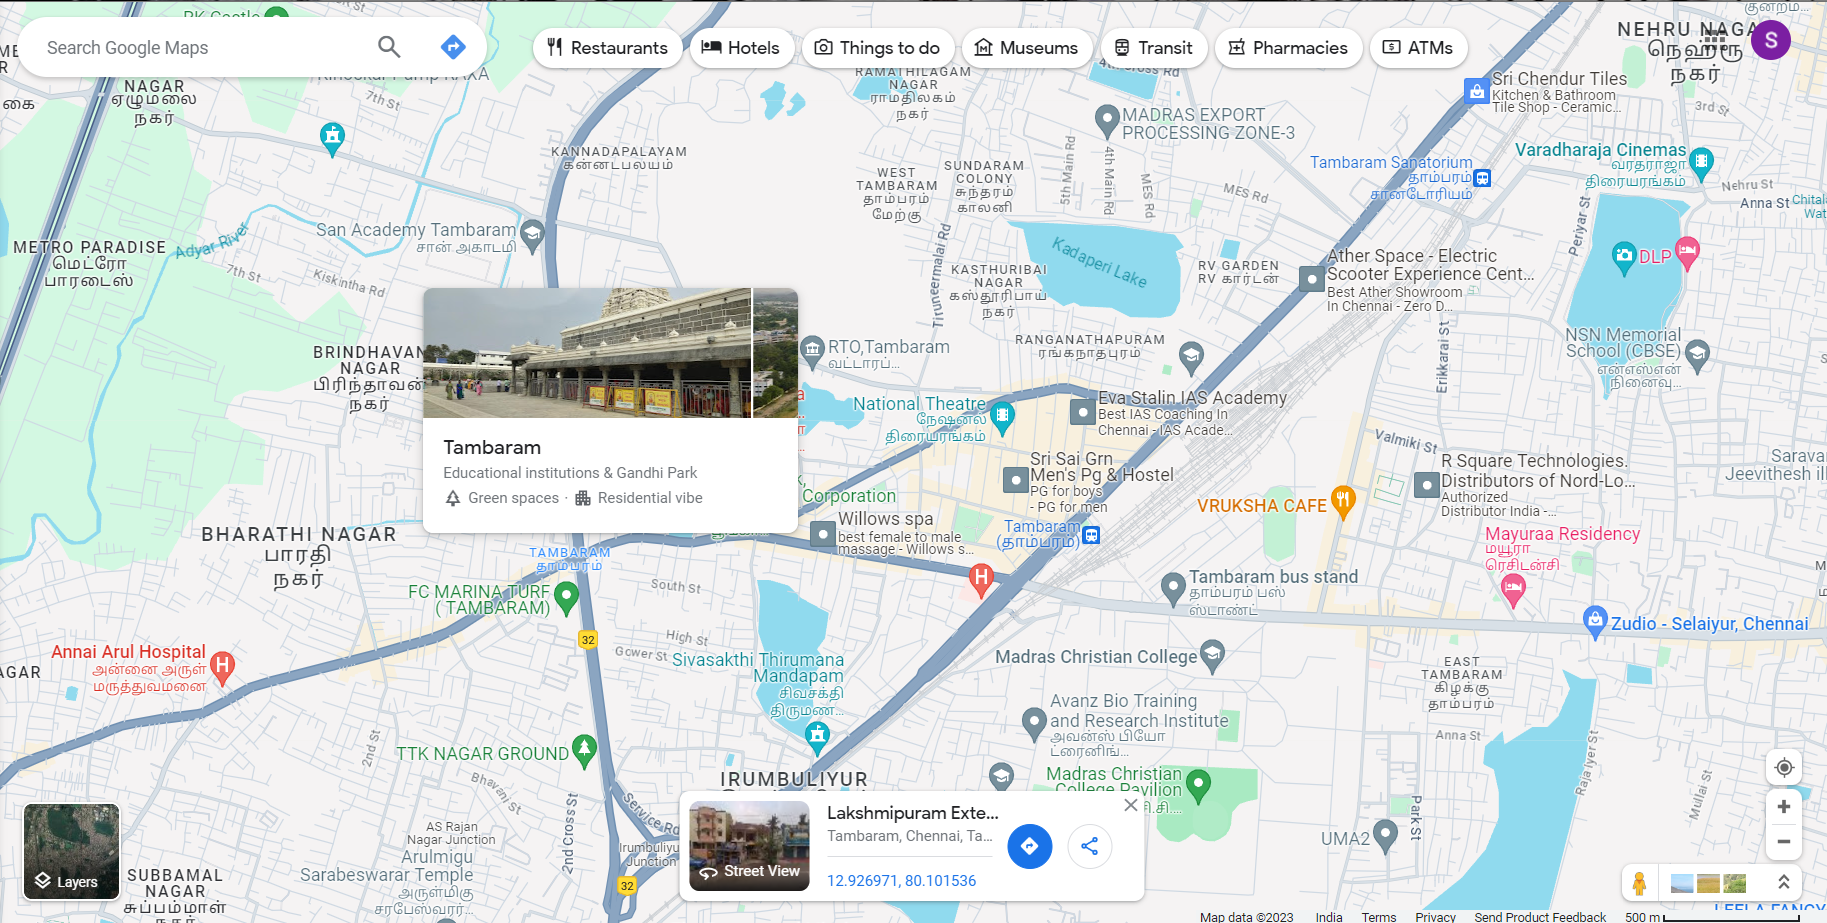 Search Google Maps
Restaurants
Hotels
Things to do
Museums
Transit
Pharmacies
ATMs
NEHRU NAGAR
நெஹரு
நகர்
S
NAGAR
ஏழுமலை
நகர்
7th St
KANNADAPALAYAM
கன்னடபலயம்
RAMATHILAGAM
NAGAR
ராமதிலகம்
நகர்
MADRAS EXPORT
PROCESSING ZONE-3
Sri Chendur Tiles
Kitchen & Bathroom
Tile Shop - Ceramic...
3rd St
Tambaram Sanatorium
தாம்பரம்
சானடோரியம்
Varadharaja Cinemas
வாதராஜா
திரையரங்கம்
Nehru St
Anna St
WEST
TAMBARAM
தாம்பரம்
மேற்கு
SUNDARAM
COLONY
சுந்தரம்
காலனி
5th Main Rd
4th Main Rd
MES Rd
MES Rd
Periyar St
METRO PARADISE
மெட்ரோ
பாரடைஸ்
Adyar River
7th St
Kiskintha Rd
San Academy Tambaram
சான் அகாடமி
Tiruneermalai Rd
Kadaperi Lake
KASTHURIBAI
NAGAR
கஸ்தூரிபாய்
நகர்
RV GARDEN
RV கார்டன்
Ather Space - Electric
Scooter Experience Cent...
Best Ather Showroom
In Chennai - Zero D...
DLP
BRINDHAVAN
NAGAR
பிரிந்தாவன்
நகர்
RTO,Tambaram
வட்டாரப்...
RANGANATHAPURAM
ரங்கநாதபுரம்
Erikkarai St
NSN Memorial
School (CBSE)
என்எஸ்என்
நினைவு...
National Theatre
நேஷனல்
திரையரங்கம்
Eva Stalin IAS Academy
Best IAS Coaching In
Chennai - IAS Acade...
Tambaram
Educational institutions & Gandhi Park
Green spaces · Residential vibe
Corporation
Sri Sai Grn
Men's Pg & Hostel
PG for boys
- PG for men
Valmiki St
R Square Technologies.
Distributors of Nord-Lo...
Authorized
Distributor India -...
VRUKSHA CAFE
Willows spa
best female to male
massage - Willows s...
Tambaram
(தாம்பரம்)
Mayuraa Residency
மயூரா
ரெசிடன்சி
BHARATHI NAGAR
பாரதி
நகர்
TAMBARAM
தாம்பரம்
South St
Tambaram bus stand
தாம்பரம் பஸ்
ஸ்டாண்ட்
FC MARINA TURF
( TAMBARAM)
32
High St
Gower St
Zudio - Selaiyur, Chennai
Annai Arul Hospital
அன்னை அருள்
மருத்துவமனை
Sivasakthi Thirumana
Mandapam
சிவசக்தி
திருமண...
Madras Christian College
EAST
TAMBARAM
கிழக்கு
தாம்பரம்
Avanz Bio Training
and Research Institute
அவன்ஸ் பியோ
ட்ரைனிங்...
Anna St
2nd St
TTK NAGAR GROUND
Bhavani St
IRUMBULIYUR
Madras Christian
College Pavilion
Raja Iyer St
Mullai St
2nd Cross St
Service Rd
AS Rajan
Nagar Junction
Arulmigu
Sarabeswarar Temple
அருள்மிகு
சரபேஸ்வரர்...
Irumbuliyu
Junction
32
Lakshmipuram Exte...
Tambaram, Chennai, Ta...
12.926971, 80.101536
Street View
UMA2
Park St
Layers
SUBBAMAL
NAGAR
சுப்பம்மாள்
நகர்
Map data ©2023
India
Terms
Privacy
Send Product Feedback
500 m